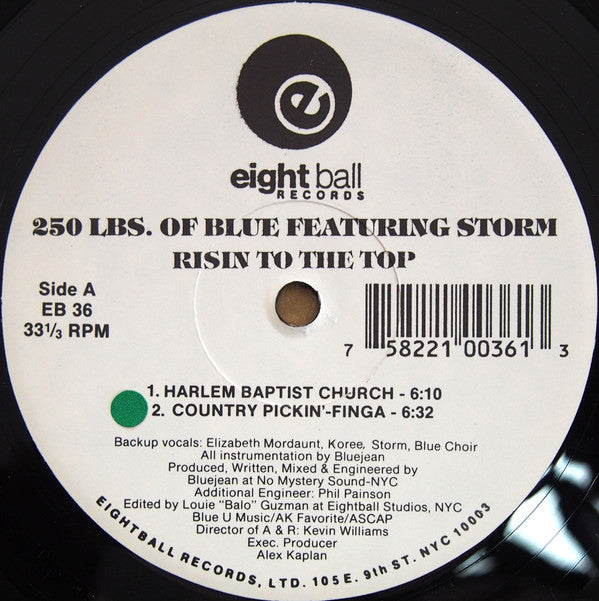 e
eight ball
RECORDS
250 LBS. OF BLUE FEATURING STORM
RISIN TO THE TOP
Side A
EB 36
33 1/3 RPM
7 58221 00361 3
1. HARLEM BAPTIST CHURCH - 6:10
2. COUNTRY PICKIN'-FINGA - 6:32
Backup vocals: Elizabeth Mordaunt, Koree, Storm, Blue Choir
All instrumentation by Bluejean
Produced, Written, Mixed & Engineered by
Bluejean at No Mystery Sound-NYC
Additional Engineer: Phil Painson
Edited by Louie "Balo" Guzman at Eightball Studios, NYC
Blue U Music/AK Favorite/ASCAP
Director of A & R: Kevin Williams
Exec. Producer
Alex Kaplan
EIGHTBALL RECORDS, LTD. 105 E. 9th ST. NYC 10003